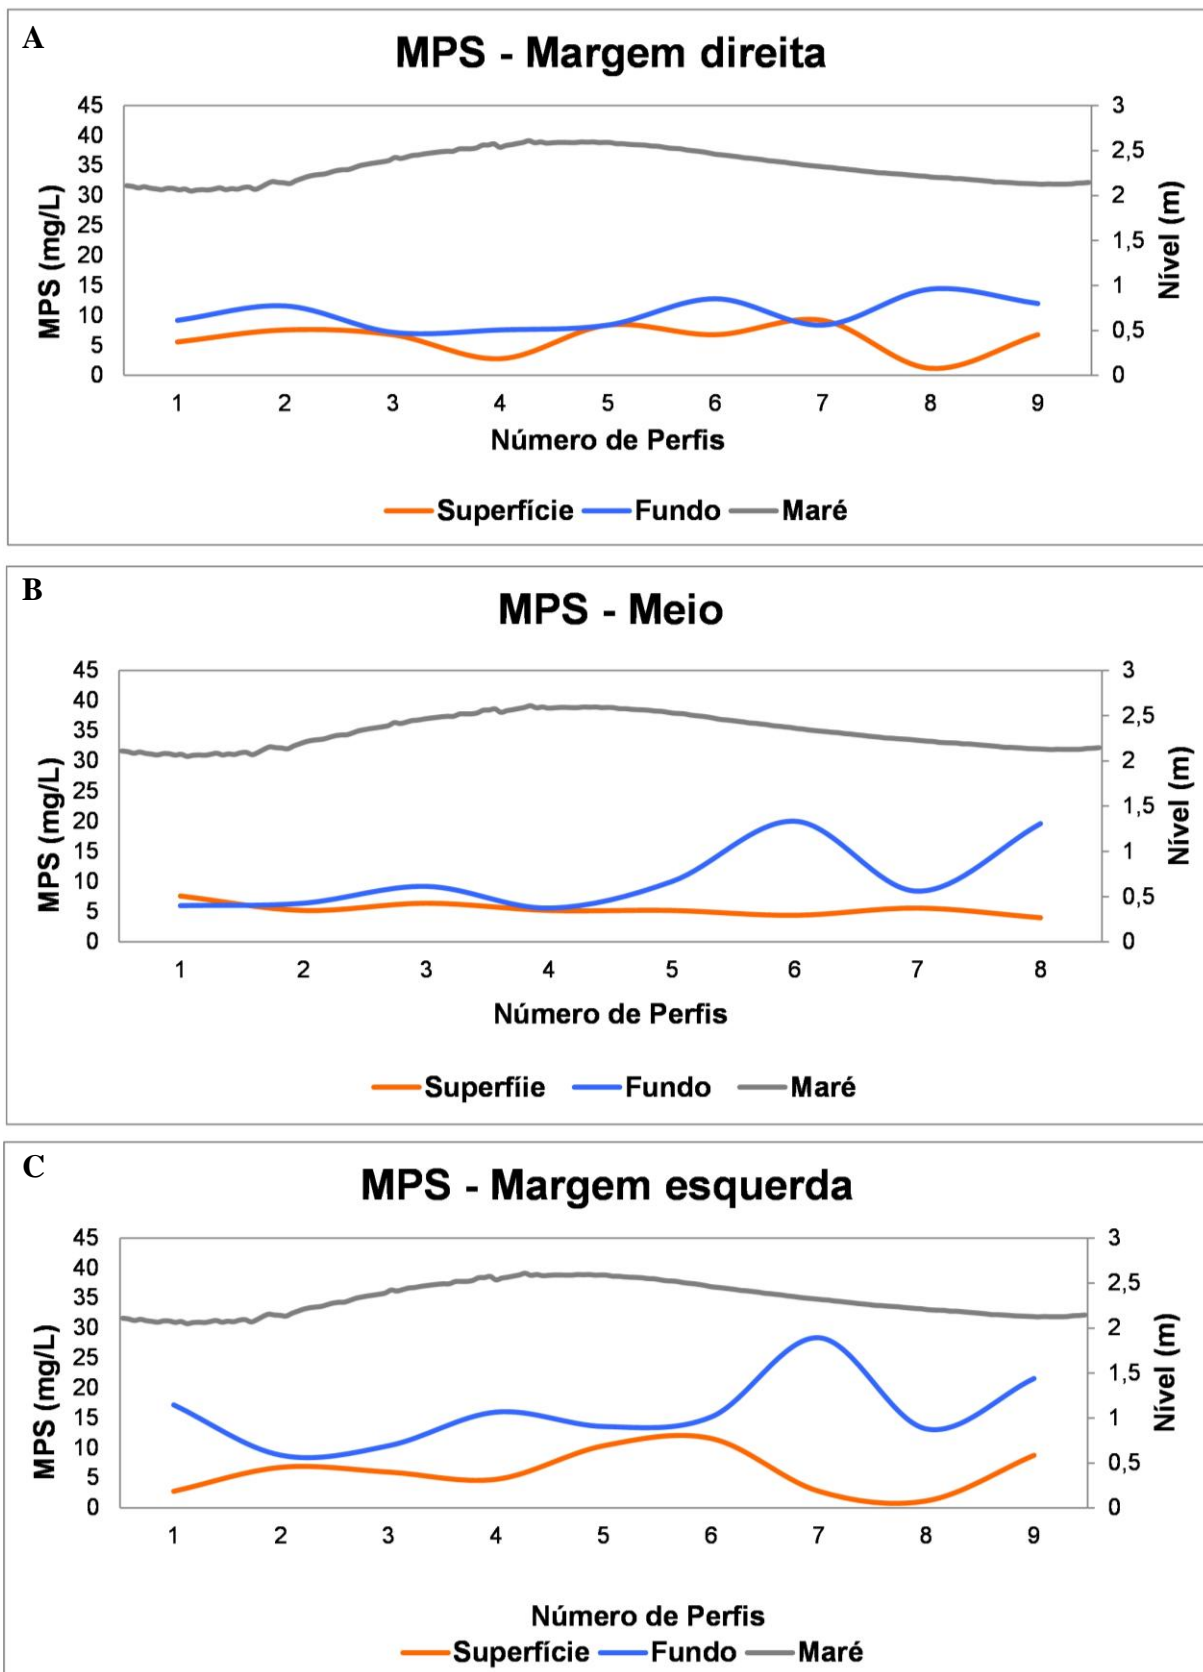 A
MPS - Margem direita
45 40 35 30 25 20 15 10 5 0
MPS (mg/L)
3 2,5 2 1,5 1 0,5 0
Nível (m)
1 2 3 4 5 6 7 8 9
Número de Perfis
Superfície Fundo Maré
B
MPS - Meio
45 40 35 30 25 20 15 10 5 0
MPS (mg/L)
3 2,5 2 1,5 1 0,5 0
Nível (m)
1 2 3 4 5 6 7 8
Número de Perfis
Superfíie Fundo Maré
C
MPS - Margem esquerda
45 40 35 30 25 20 15 10 5 0
MPS (mg/L)
3 2,5 2 1,5 1 0,5 0
Nível (m)
1 2 3 4 5 6 7 8 9
Número de Perfis
Superfície Fundo Maré